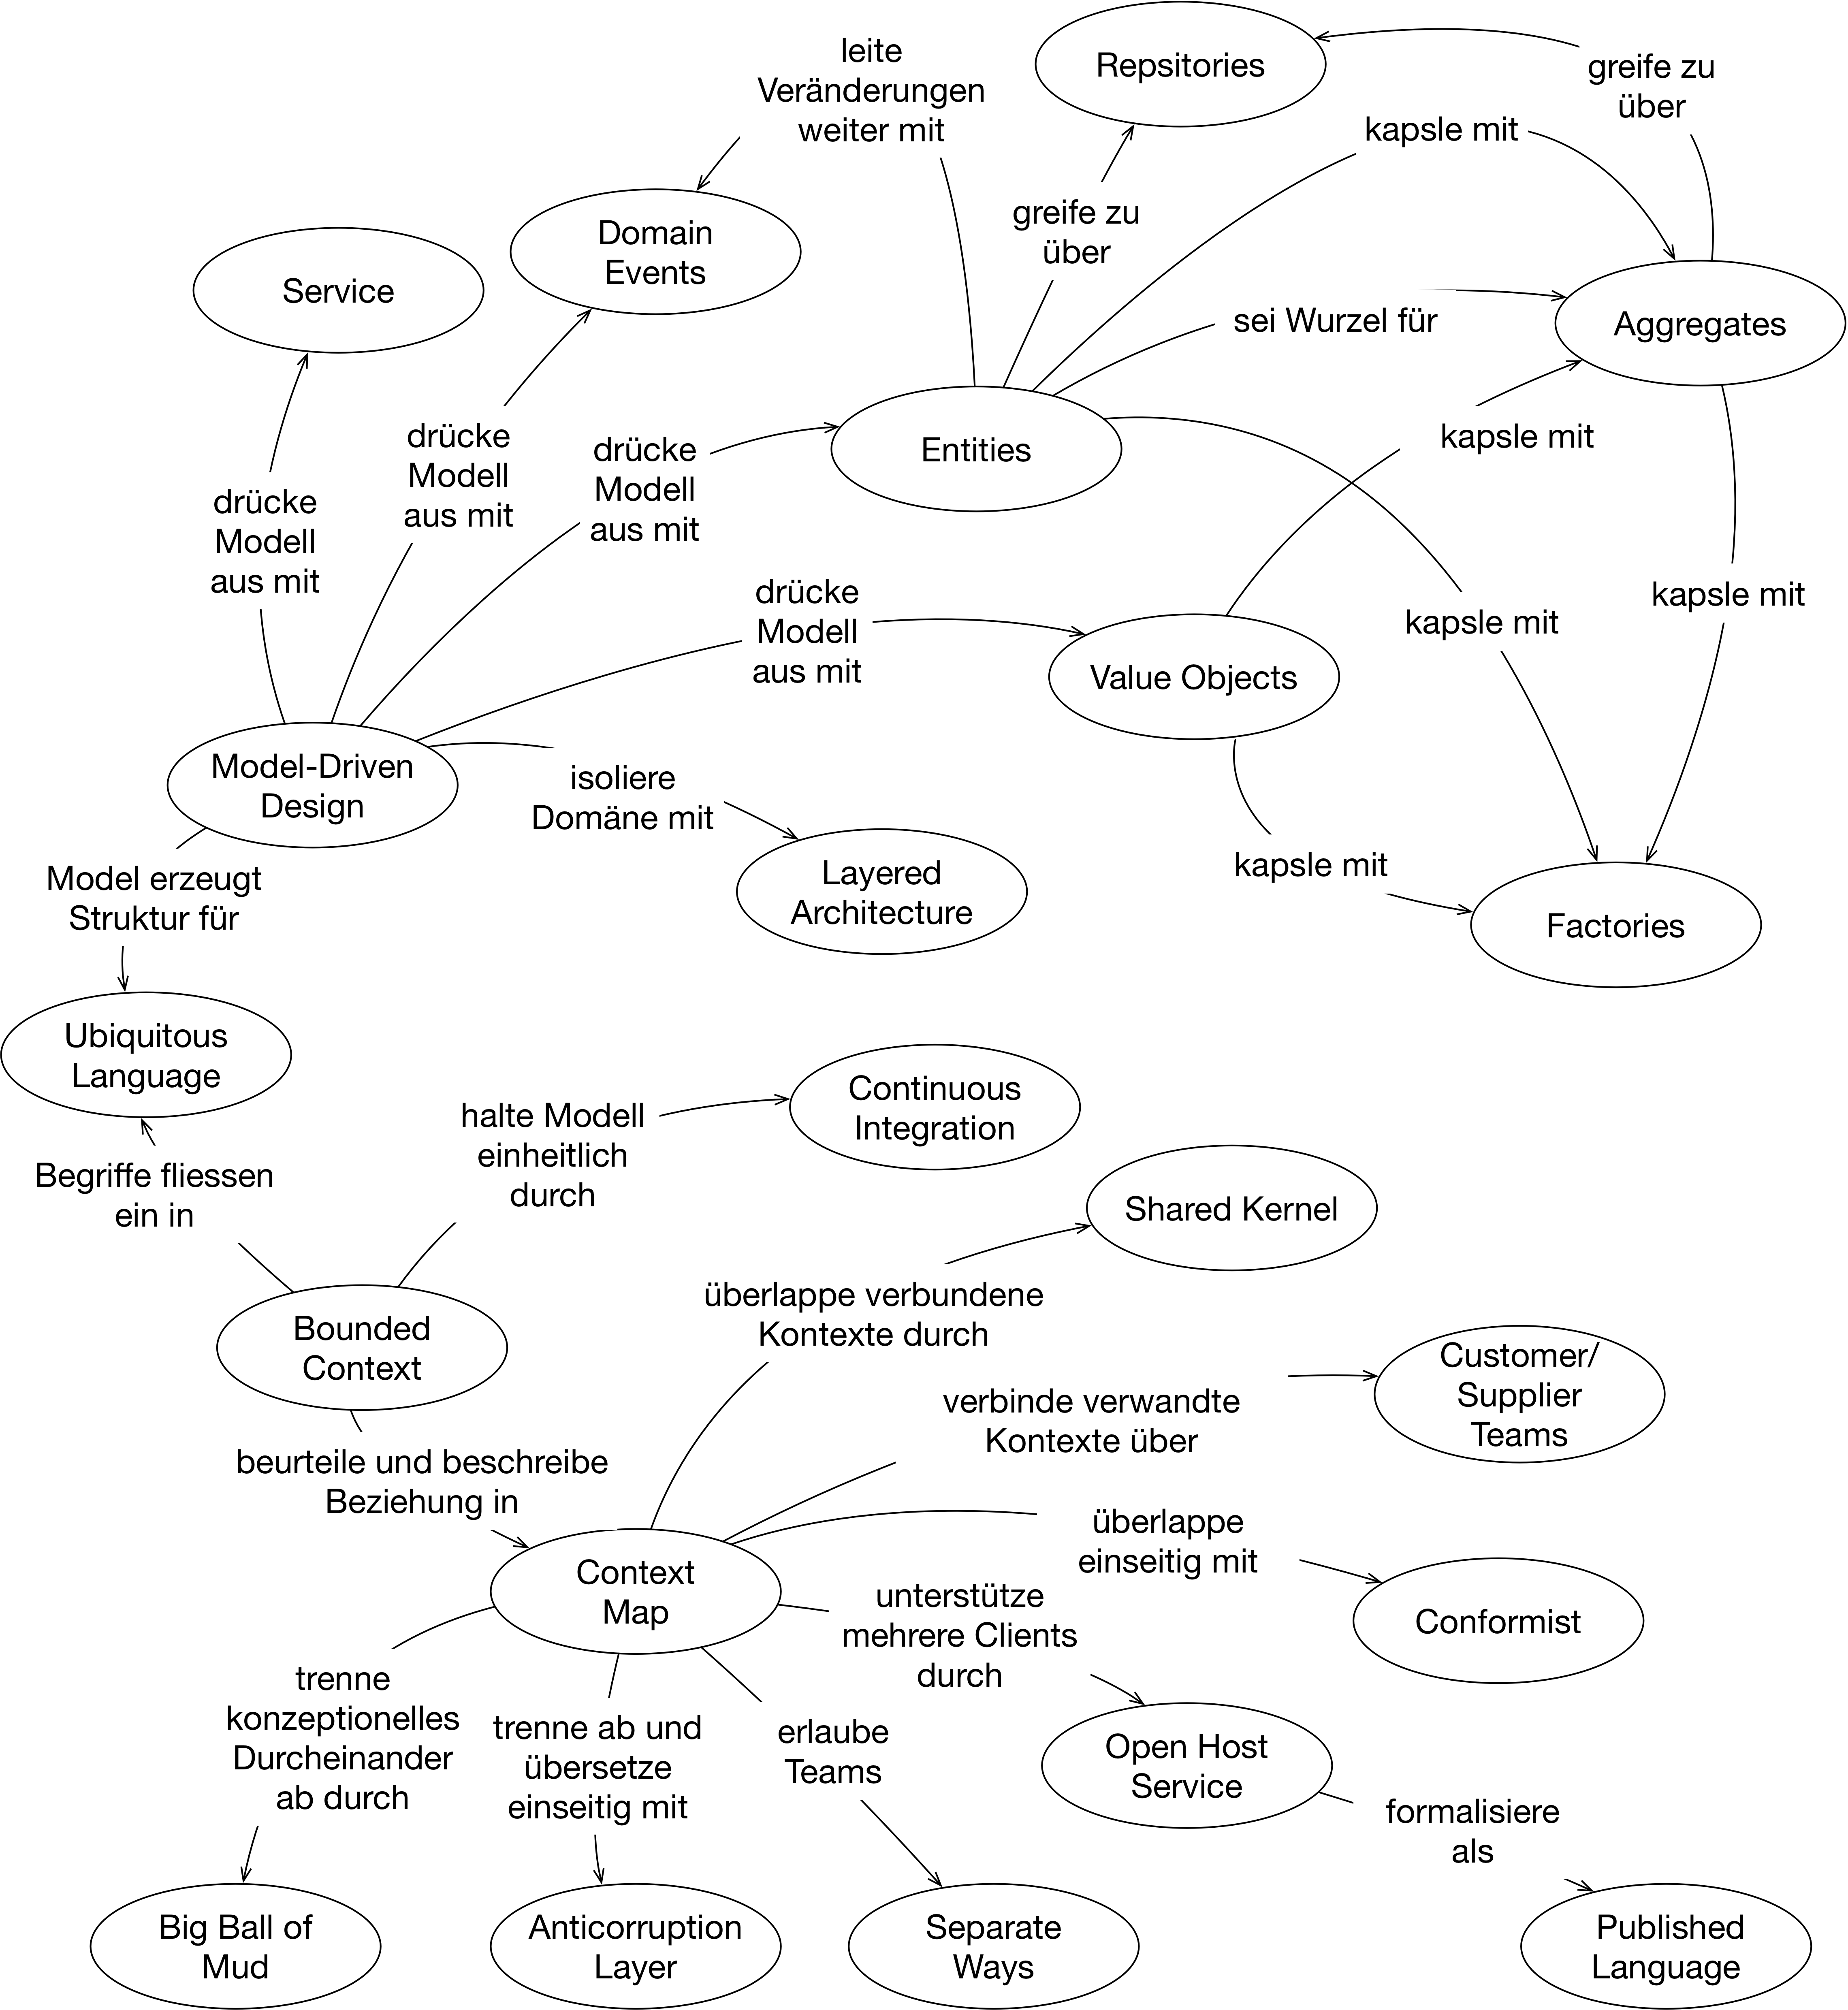 leite
Veränderungen
weiter mit
Repsitories
greife zu
über
kapsle mit
greife zu
über
Domain
Events
Service
sei Wurzel für
Aggregates
drücke
Modell
aus mit
drücke
Modell
aus mit
drücke
Modell
aus mit
Entities
kapsle mit
drücke
Modell
aus mit
Value Objects
kapsle mit
kapsle mit
Model-Driven
Design
isoliere
Domäne mit
Layered
Architecture
kapsle mit
Factories
Model erzeugt
Struktur für
Ubiquitous
Language
halte Modell
einheitlich
durch
Continuous
Integration
Begriffe fliessen
ein in
Shared Kernel
überlappe verbundene
Kontexte durch
Bounded
Context
verbinde verwandte
Kontexte über
Customer/
Supplier
Teams
beurteile und beschreibe
Beziehung in
überlappe
einseitig mit
Context
Map
unterstütze
mehrere Clients
durch
Conformist
trenne
konzeptionelles
Durcheinander
ab durch
trenne ab und
übersetze
einseitig mit
erlaube
Teams
Open Host
Service
formalisiere
als
Big Ball of
Mud
Anticorruption
Layer
Separate
Ways
Published
Language